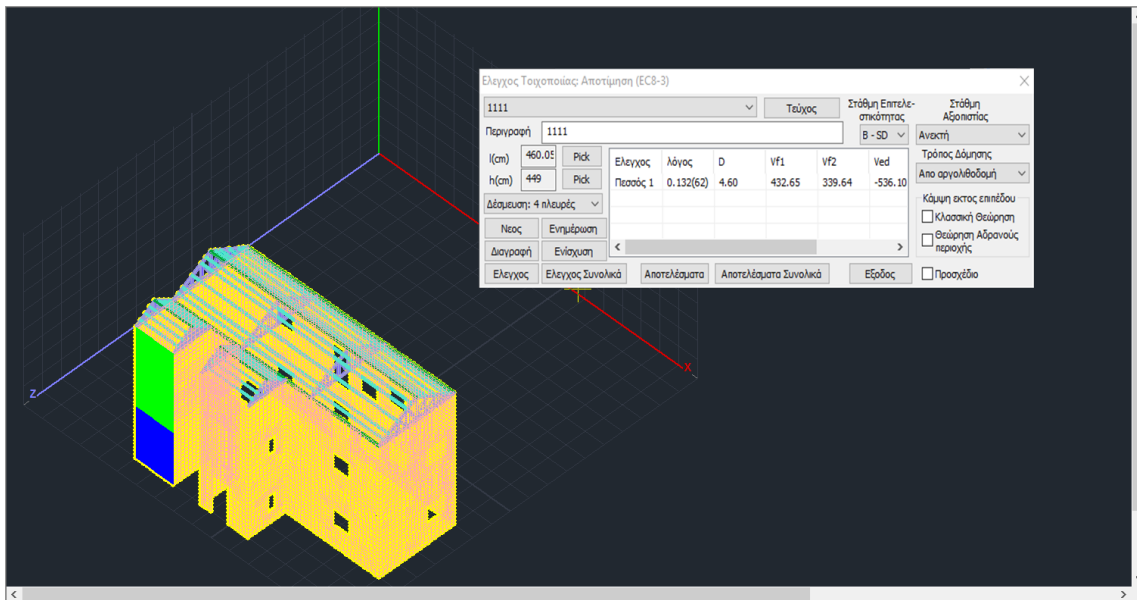 Ελεγχος Τοιχοποιίας: Αποτίμηση (EC8-3)
1111
Τεύχος
Στάθμη Επιτελε-
στικότητας
Στάθμη
Αξιοπιστίας
Περιγραφή 1111
B - SD
Ανεκτή
l(cm) 460.05 Pick
h(cm) 449 Pick
Ελεγχος λόγος D Vf1 Vf2 Ved
Πεσσός 1 0.132(62) 4.60 432.65 339.64 -536.10
Τρόπος Δόμησης
Απο αργολιθοδομή
Δέσμευση: 4 πλευρές
Κάμψη εκτος επιπέδου
Κλασσική Θεώρηση
Θεώρηση Αδρανούς
περιοχής
Νεος Ενημέρωση
Διαγραφή Ενίσχυση
Ελεγχος Ελεγχος Συνολικά Αποτελέσματα Αποτελέσματα Συνολικά Εξοδος Προσχέδιο
X
Z